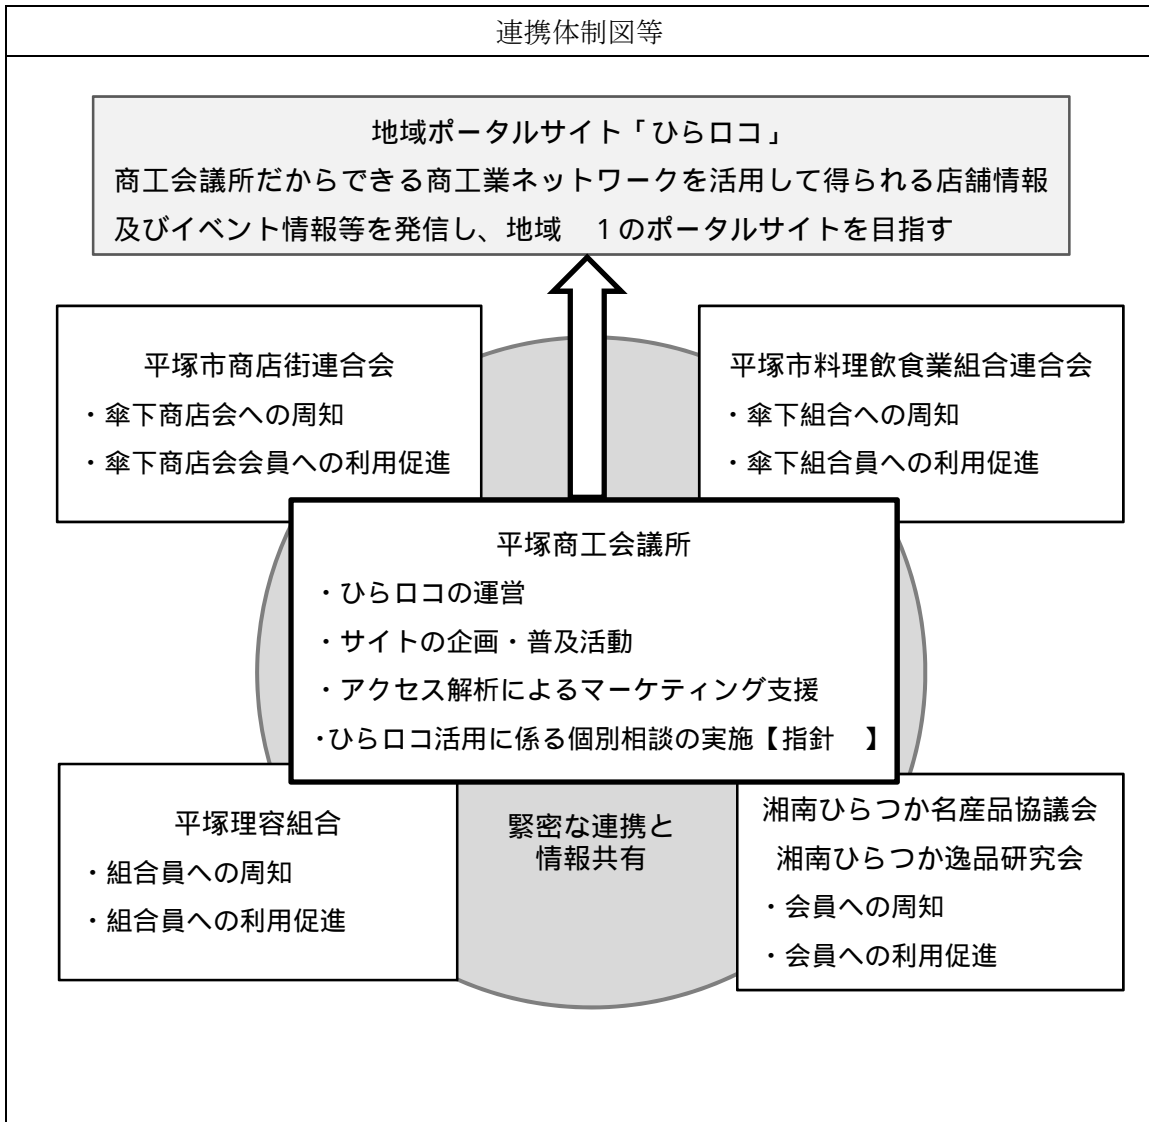 連携体制図等
地域ポータルサイト「ひらロコ」
商工会議所だからできる商工業ネットワークを活用して得られる店舗情報
及びイベント情報等を発信し、地域　1のポータルサイトを目指す
平塚市商店街連合会
・傘下商店会への周知
・傘下商店会会員への利用促進
平塚市料理飲食業組合連合会
・傘下組合への周知
・傘下組合員への利用促進
平塚商工会議所
・ひらロコの運営
・サイトの企画・普及活動
・アクセス解析によるマーケティング支援
・ひらロコ活用に係る個別相談の実施【指針　】
平塚理容組合
・組合員への周知
・組合員への利用促進
緊密な連携と
情報共有
湘南ひらつか名産品協議会
湘南ひらつか逸品研究会
・会員への周知
・会員への利用促進